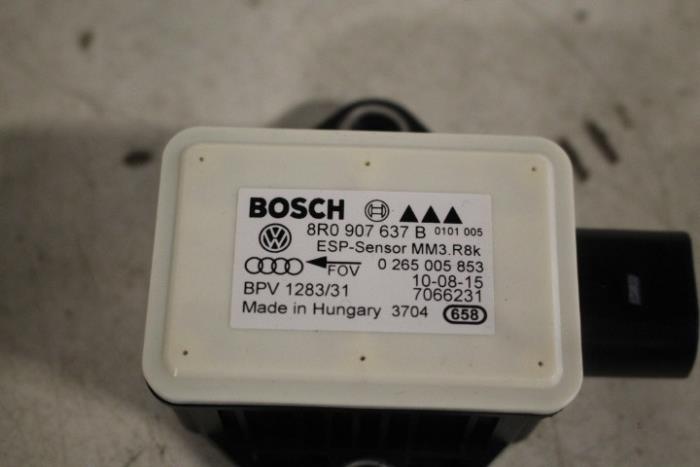 BOSCH
8R0 907 637 B 0101 005
ESP-Sensor MM3.R8k
FOV 0 265 005 853
10-08-15
BPV 1283/31 7066231
Made in Hungary 3704 658